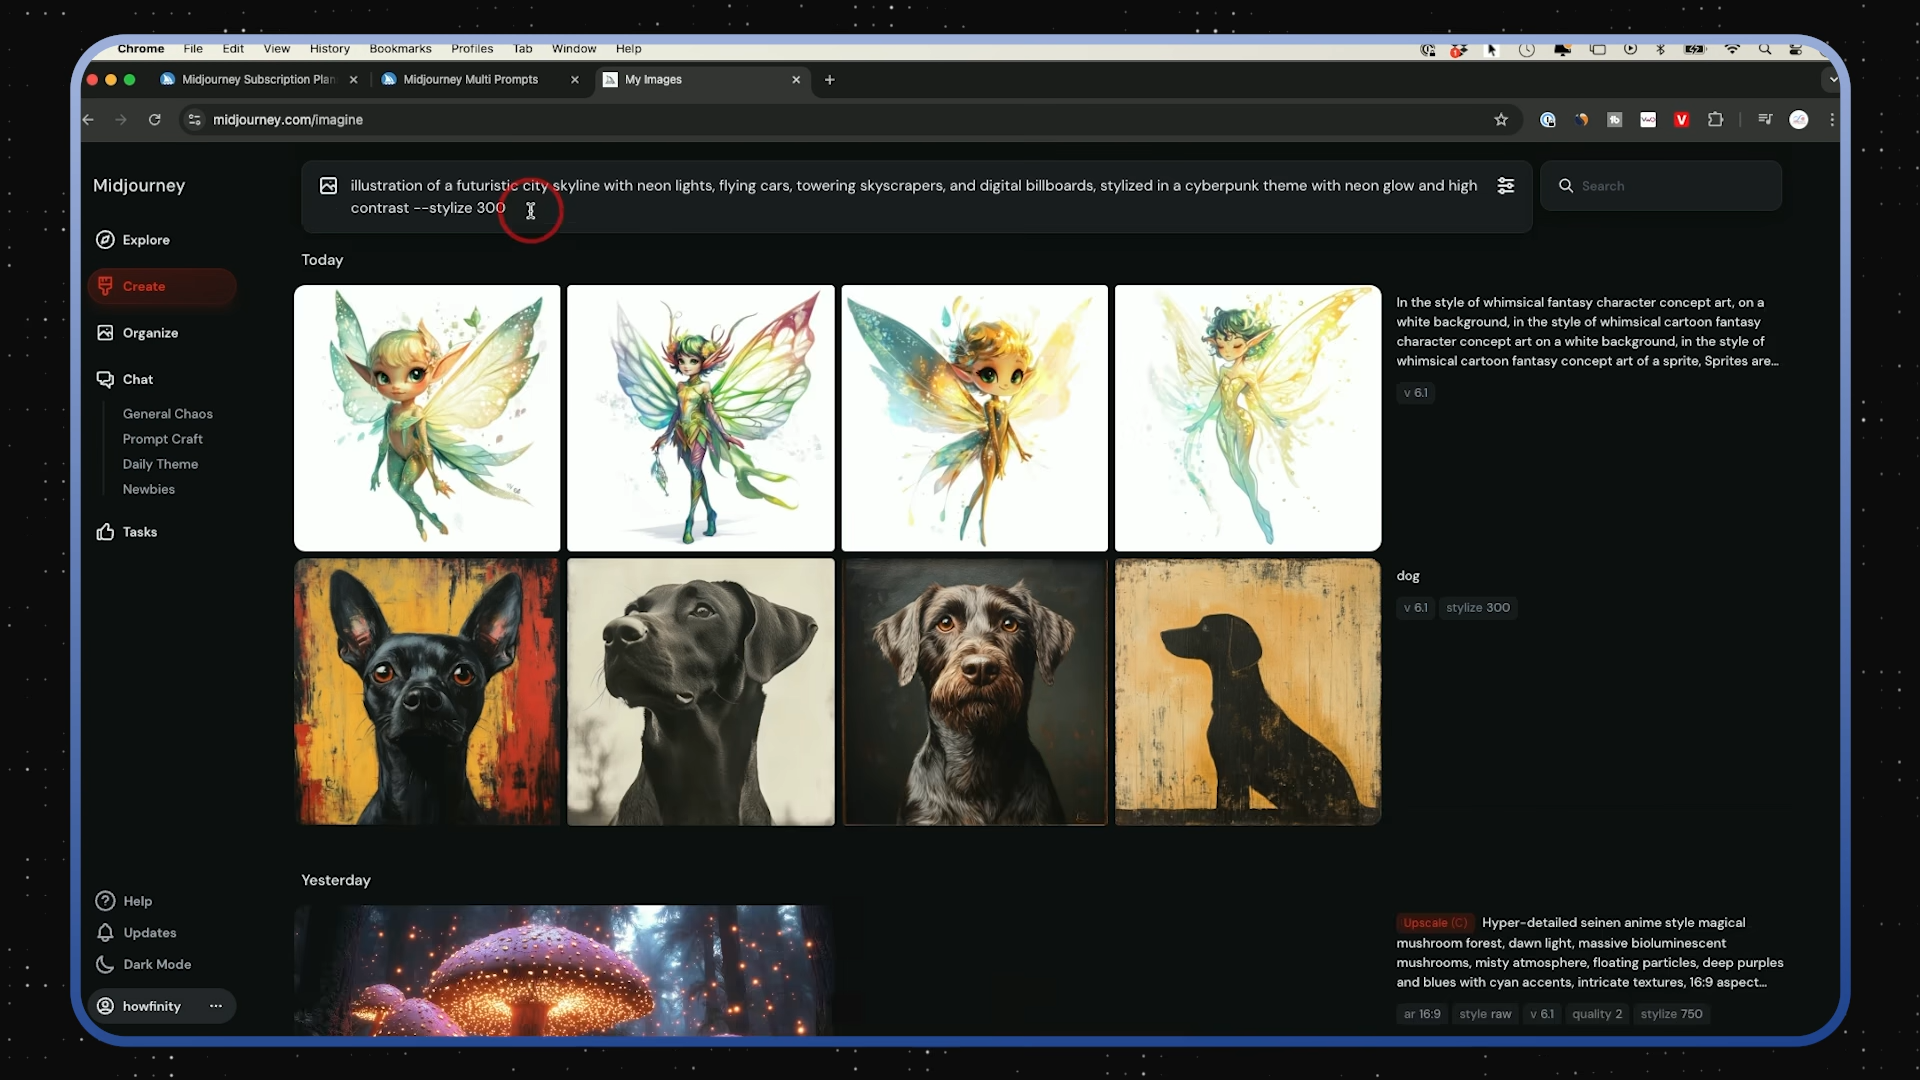 Chrome File Edit View History Bookmarks Profiles Tab Window Help
Midjourney Subscription Plan Midjourney Multi Prompts My Images
midjourney.com/imagine
Midjourney
illustration of a futuristic city skyline with neon lights, flying cars, towering skyscrapers, and digital billboards, stylized in a cyberpunk theme with neon glow and high
contrast --stylize 300
Search
Explore
Create
Organize
Chat
General Chaos
Prompt Craft
Daily Theme
Newbies
Tasks
Today
In the style of whimsical fantasy character concept art, on a
white background, in the style of whimsical cartoon fantasy
character concept art on a white background, in the style of
whimsical cartoon fantasy concept art of a sprite, Sprites are...
v 6.1
dog
v 6.1 stylize 300
Yesterday
Upscale (C) Hyper-detailed seinen anime style magical
mushroom forest, dawn light, massive bioluminescent
mushrooms, misty atmosphere, floating particles, deep purples
and blues with cyan accents, intricate textures, 16:9 aspect...
ar 16:9 style raw v 6.1 quality 2 stylize 750
Help
Updates
Dark Mode
howfinity